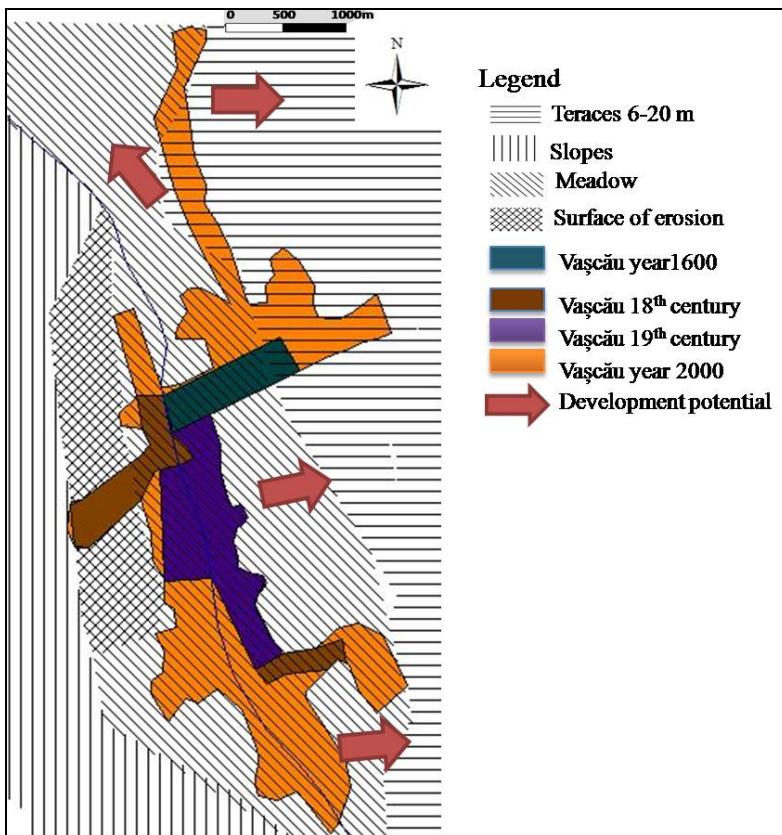 0 500 1000m
N
Legend
Teraces 6-20 m
Slopes
Meadow
Surface of erosion
Vașcău year1600
Vașcău 18th century
Vașcău 19th century
Vașcău year 2000
Development potential